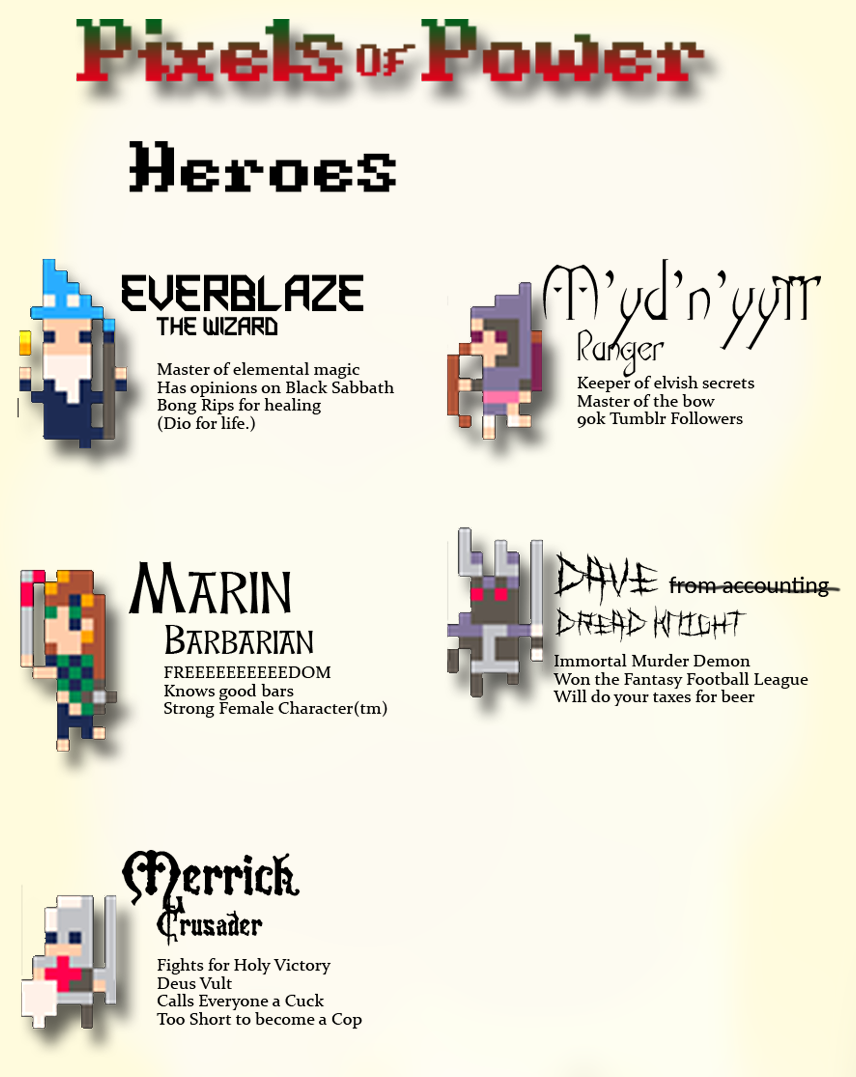 Pixels OF Power
Heroes
EVERBLAZE
THE WIZARD
Master of elemental magic
Has opinions on Black Sabbath
Bong Rips for healing
(Dio for life.)
M'yd'n'yyrr
Ranger
Keeper of elvish secrets
Master of the bow
90k Tumblr Followers
MARIN
BARBARIAN
FREEEEEEEEEEDOM
Knows good bars
Strong Female Character(tm)
DAVE from accounting
DREAD KNIGHT
Immortal Murder Demon
Won the Fantasy Football League
Will do your taxes for beer
Merrick
Crusader
Fights for Holy Victory
Deus Vult
Calls Everyone a Cuck
Too Short to become a Cop